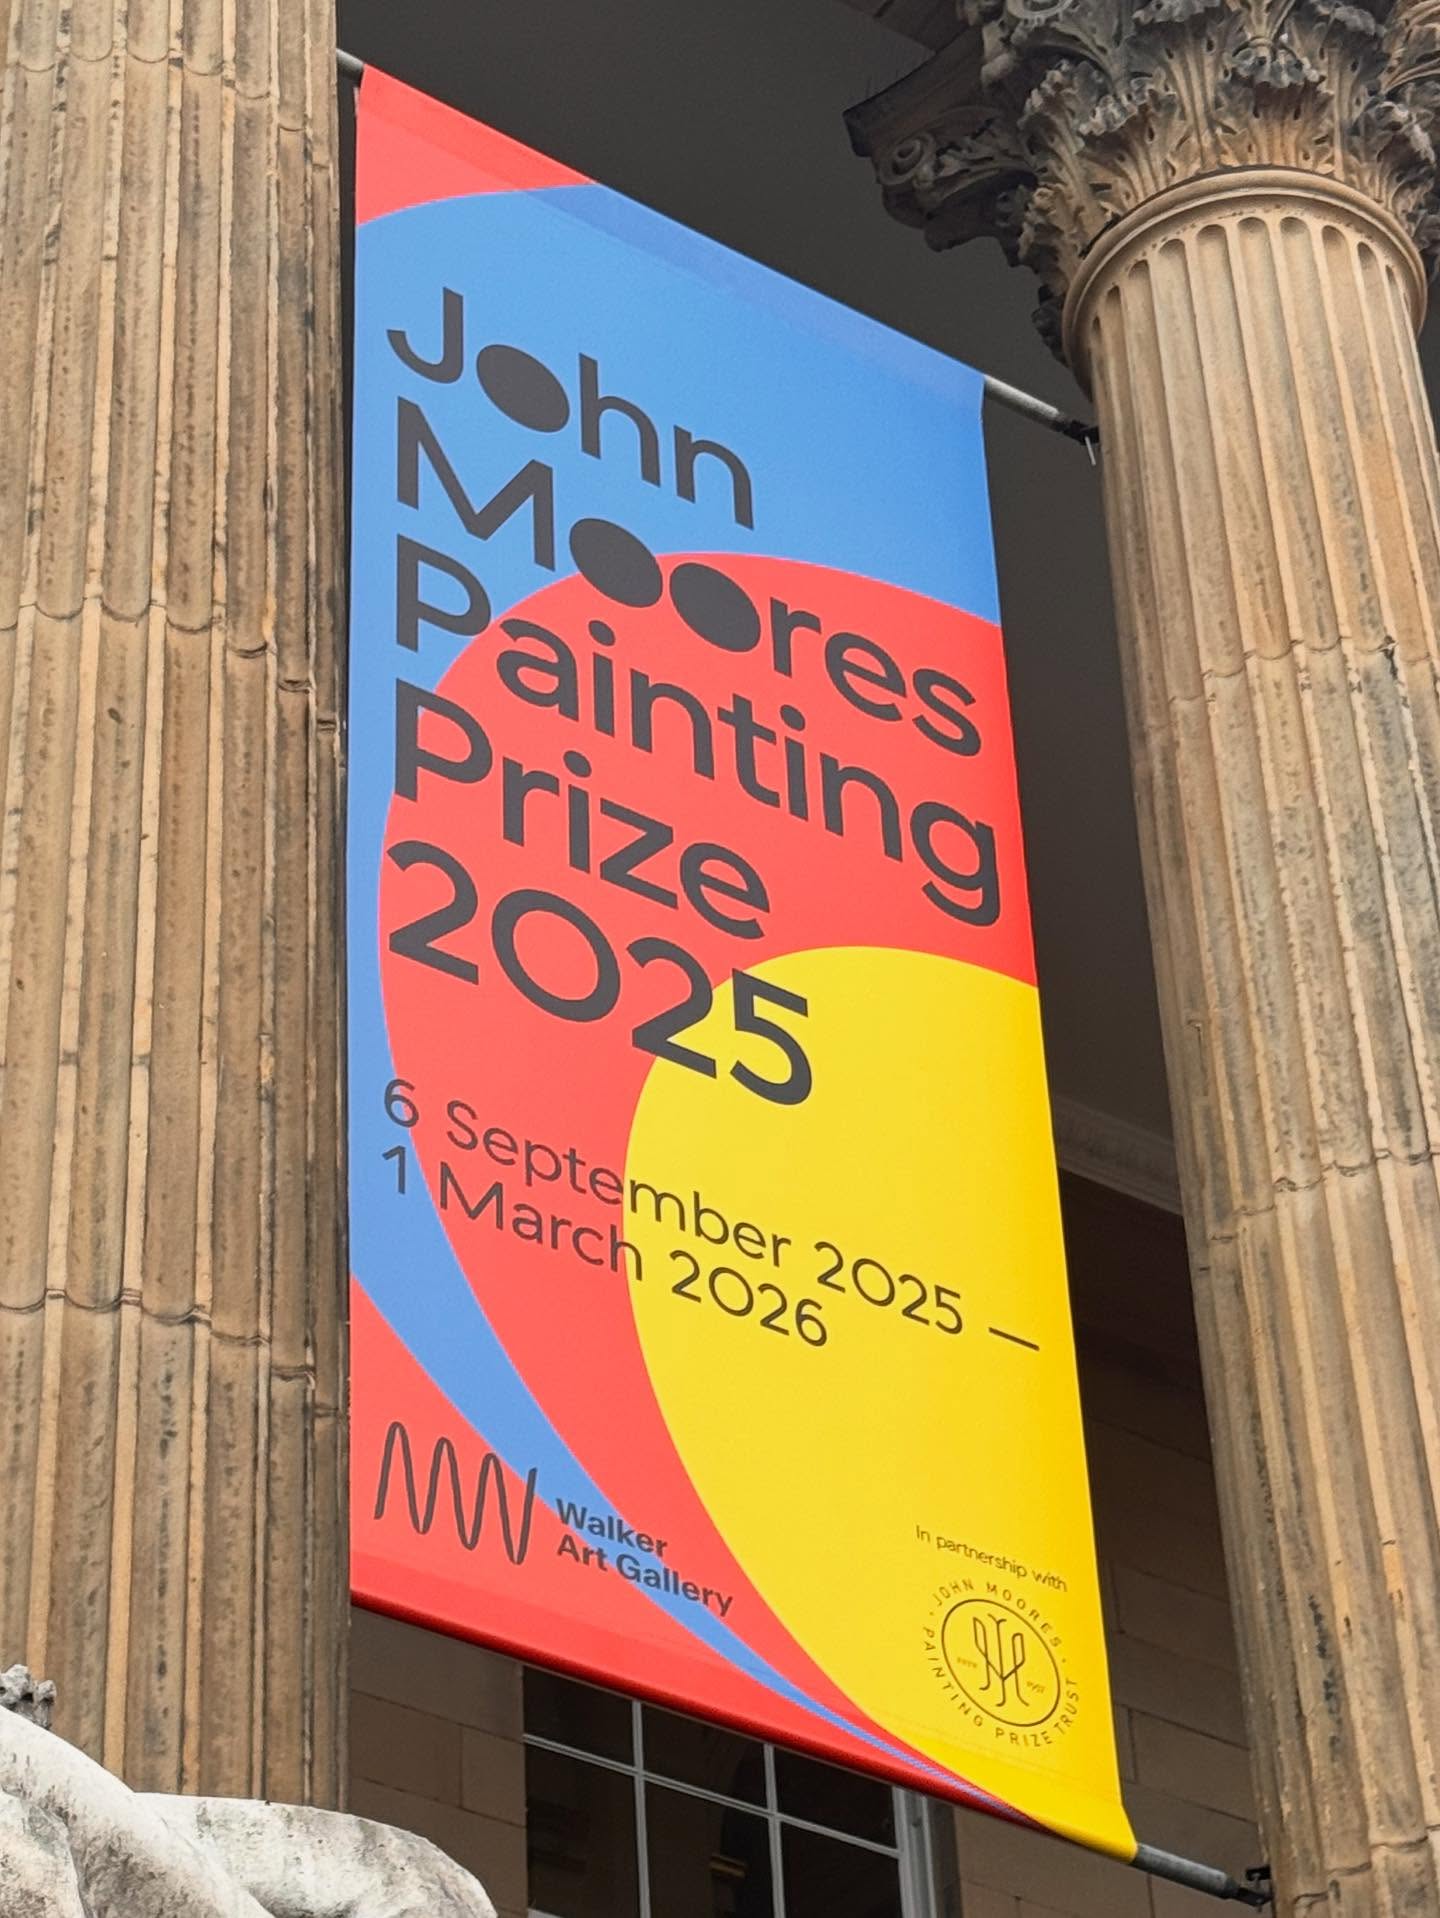 John
Moores
Painting
Prize
2025
6 September 2025 —
1 March 2026
Walker
Art Gallery
In partnership with
JOHN MOORES · PAINTING PRIZE TRUST ·